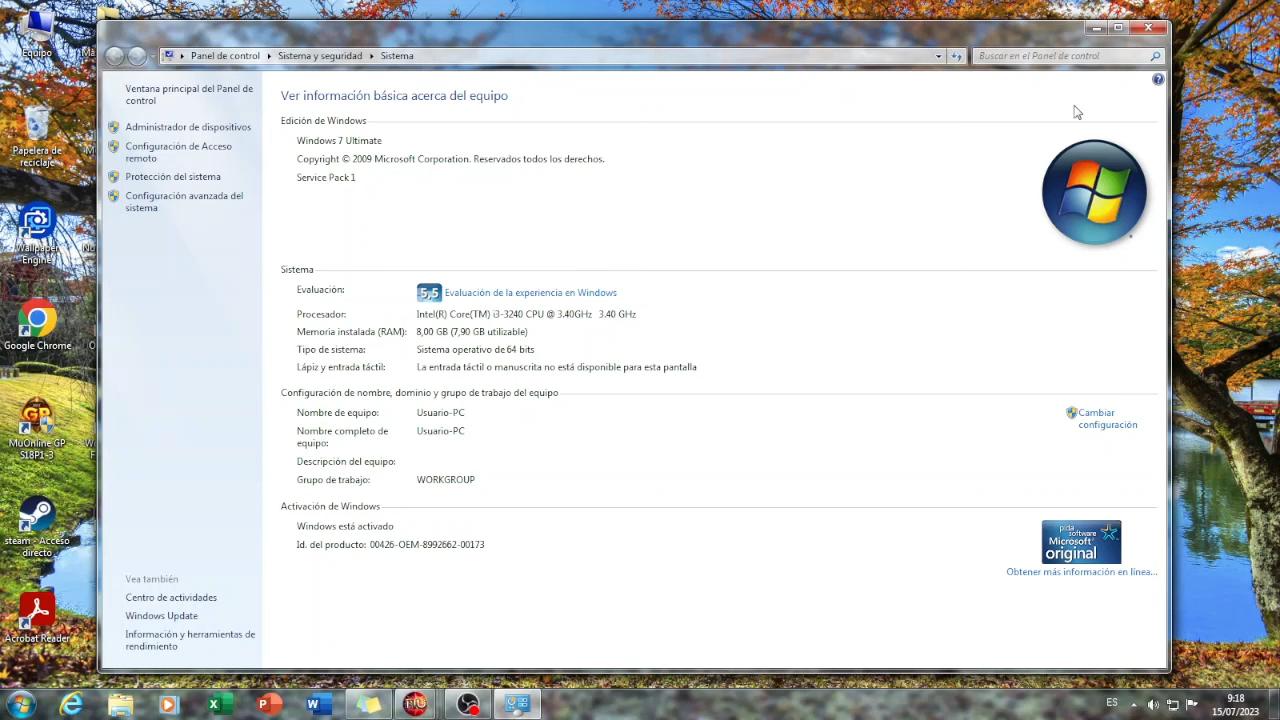 Equipo
Papelera de
reciclaje
Wallpaper
Engine
Google Chrome
MuOnline GP
S18P1-3
steam - Acceso
directo
Acrobat Reader
Panel de control
Sistema y seguridad
Sistema
Buscar en el Panel de control
Ventana principal del Panel de
control
Administrador de dispositivos
Configuración de Acceso
remoto
Protección del sistema
Configuración avanzada del
sistema
Vea también
Centro de actividades
Windows Update
Información y herramientas de
rendimiento
Ver información básica acerca del equipo
Edición de Windows
Windows 7 Ultimate
Copyright © 2009 Microsoft Corporation. Reservados todos los derechos.
Service Pack 1
Sistema
Evaluación: 5,5 Evaluación de la experiencia en Windows
Procesador: Intel(R) Core(TM) i3-3240 CPU @ 3.40GHz 3.40 GHz
Memoria instalada (RAM): 8,00 GB (7,90 GB utilizable)
Tipo de sistema: Sistema operativo de 64 bits
Lápiz y entrada táctil: La entrada táctil o manuscrita no está disponible para esta pantalla
Configuración de nombre, dominio y grupo de trabajo del equipo
Nombre de equipo: Usuario-PC
Cambiar
configuración
Nombre completo de
equipo: Usuario-PC
Descripción del equipo:
Grupo de trabajo: WORKGROUP
Activación de Windows
Windows está activado
Id. del producto: 00426-OEM-8992662-00173
pida
software
Microsoft
original
Obtener más información en línea...
ES
9:18
15/07/2023